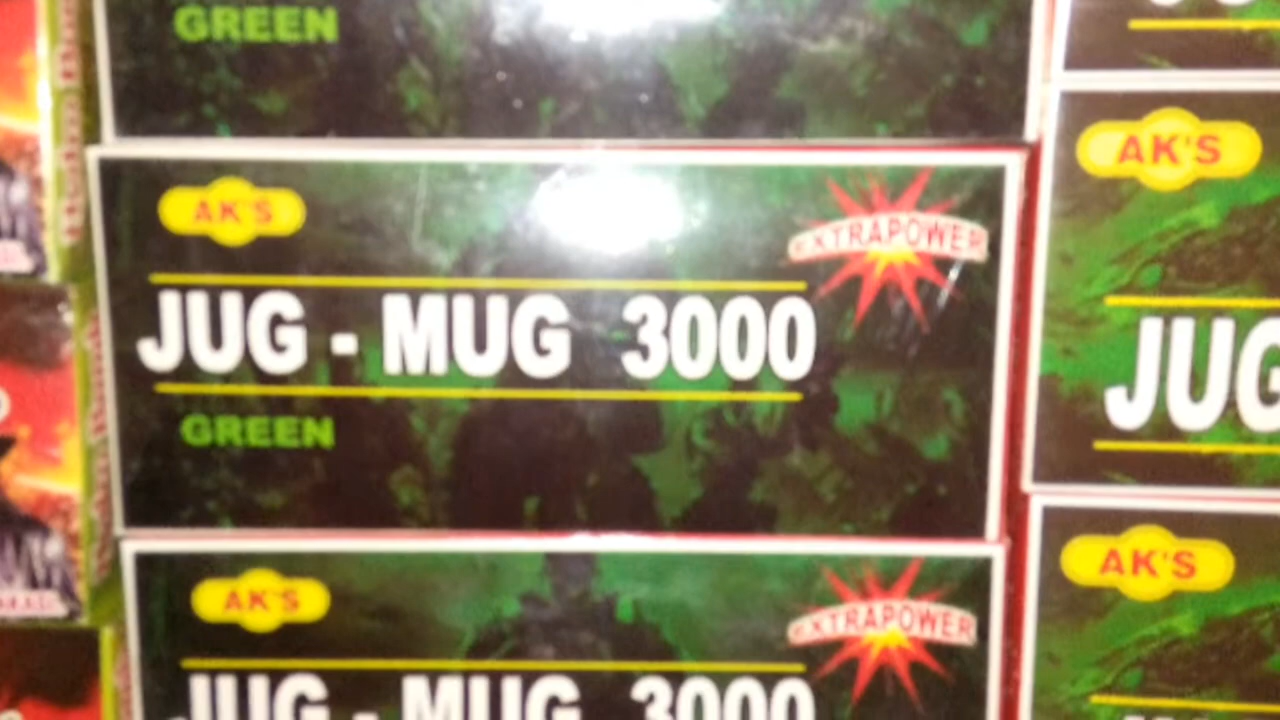 GREEN
AK'S
EXTRAPOWER
JUG - MUG 3000
GREEN
AK'S
EXTRAPOWER
JUG - MUG 3000
AK'S
JUG
AK'S